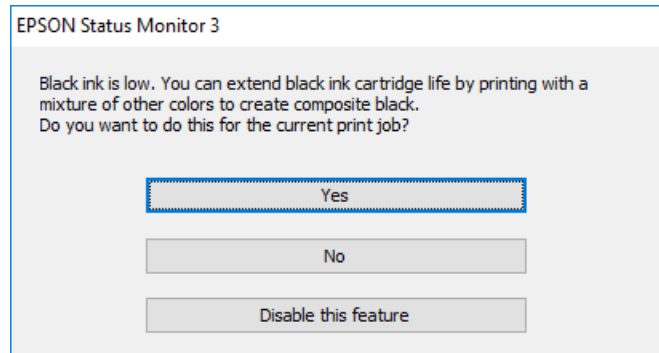 EPSON Status Monitor 3
Black ink is low. You can extend black ink cartridge life by printing with a
mixture of other colors to create composite black.
Do you want to do this for the current print job?
Yes
No
Disable this feature